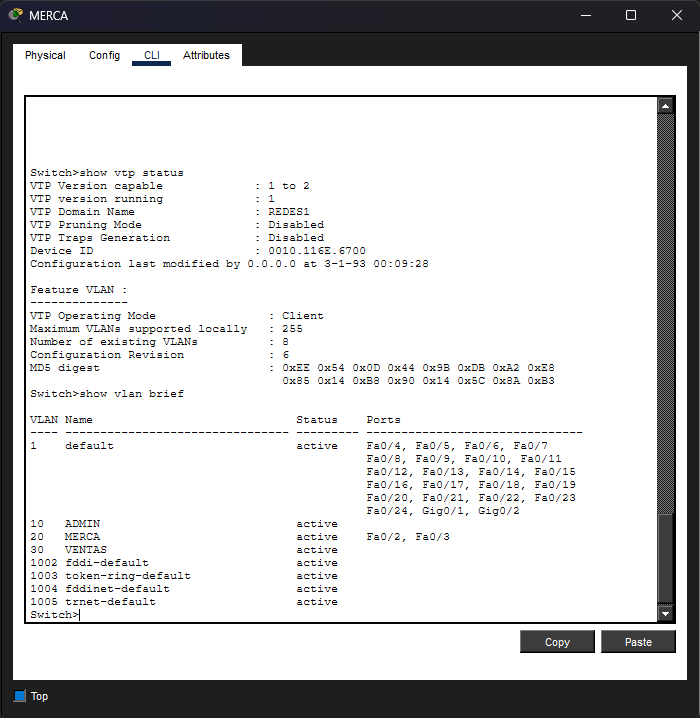 MERCA
Physical Config CLI Attributes
Switch>show vtp status
VTP Version capable : 1 to 2
VTP version running : 1
VTP Domain Name : REDES1
VTP Pruning Mode : Disabled
VTP Traps Generation : Disabled
Device ID : 0010.116E.6700
Configuration last modified by 0.0.0.0 at 3-1-93 00:09:28
Feature VLAN :
--------------
VTP Operating Mode : Client
Maximum VLANs supported locally : 255
Number of existing VLANs : 8
Configuration Revision : 6
MD5 digest : 0xEE 0x54 0x0D 0x44 0x9B 0xDB 0xA2 0xE8
0x85 0x14 0xB8 0x90 0x14 0x5C 0x8A 0xB3
Switch>show vlan brief
VLAN Name Status Ports
---- -------------------------------- --------- -------------------------------
1 default active Fa0/4, Fa0/5, Fa0/6, Fa0/7
Fa0/8, Fa0/9, Fa0/10, Fa0/11
Fa0/12, Fa0/13, Fa0/14, Fa0/15
Fa0/16, Fa0/17, Fa0/18, Fa0/19
Fa0/20, Fa0/21, Fa0/22, Fa0/23
Fa0/24, Gig0/1, Gig0/2
10 ADMIN active
20 MERCA active Fa0/2, Fa0/3
30 VENTAS active
1002 fddi-default active
1003 token-ring-default active
1004 fddinet-default active
1005 trnet-default active
Switch>
Copy Paste
Top